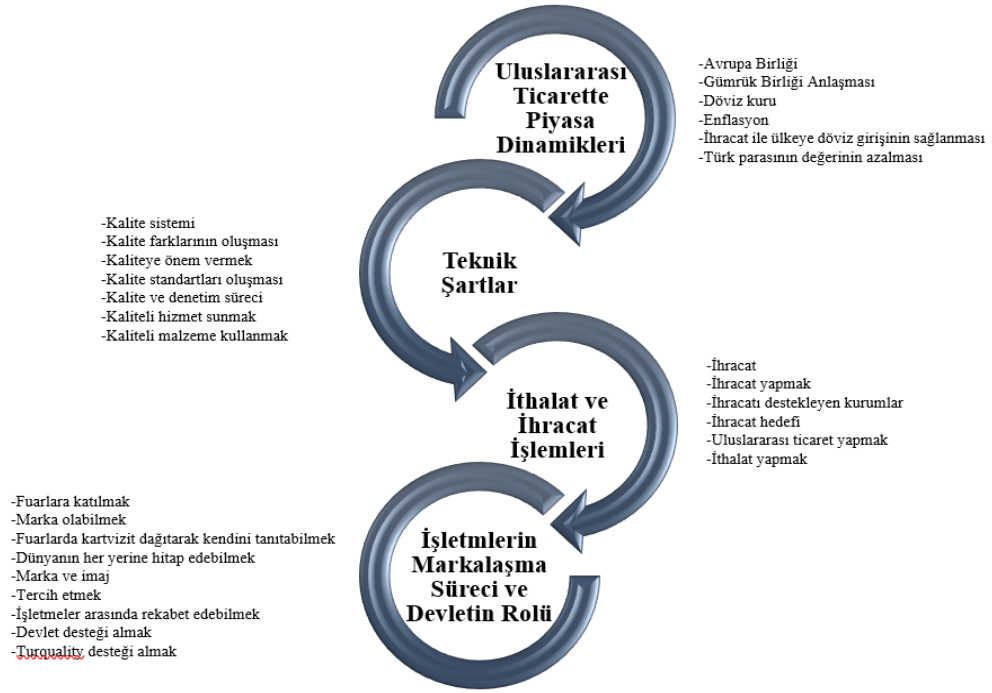 Uluslararası
Ticarette
Piyasa
Dinamikleri
-Avrupa Birliği
-Gümrük Birliği Anlaşması
-Döviz kuru
-Enflasyon
-İhracat ile ülkeye döviz girişinin sağlanması
-Türk parasının değerinin azalması
-Kalite sistemi
-Kalite farklarının oluşması
-Kaliteye önem vermek
-Kalite standartları oluşması
-Kalite ve denetim süreci
-Kaliteli hizmet sunmak
-Kaliteli malzeme kullanmak
Teknik
Şartlar
İthalat ve
İhracat
İşlemleri
-İhracat
-İhracat yapmak
-İhracatı destekleyen kurumlar
-İhracat hedefi
-Uluslararası ticaret yapmak
-İthalat yapmak
-Fuarlara katılmak
-Marka olabilmek
-Fuarlarda kartvizit dağıtarak kendini tanıtabilmek
-Dünyanın her yerine hitap edebilmek
-Marka ve imaj
-Tercih etmek
-İşletmeler arasında rekabet edebilmek
-Devlet desteği almak
-Turquality desteği almak
İşletmlerin
Markalaşma
Süreci ve
Devletin Rolü